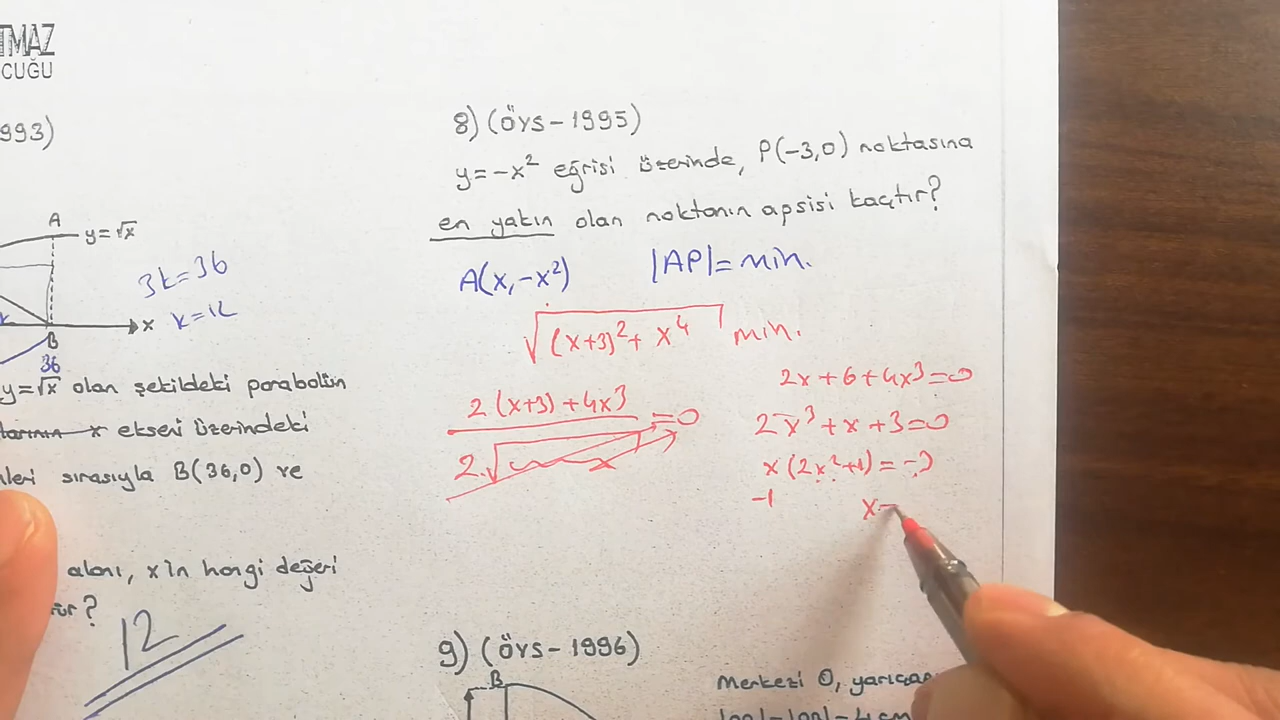 TMAZ
CUĞU
993)
A
y=√x
3k=36
x k=12
B
36
y=√x olan şekildeki parabolün
larının x ekseni üzerindeki
leri sırasıyla B(36,0) ve
alanı, x'in hangi değeri
?
12
8) (ÖYS-1995)
y=-x² eğrisi üzerinde, P(-3,0) noktasına
en yakın olan noktanın apsisi kaçtır?
A(x,-x²) |AP|=min.
√(x+3)²+x⁴ min.
2.(x+3)+4x³ =0
2.√
2x+6+4x³=0
2x³+x+3=0
x(2x²+1)=-3
-1 x=
9) (ÖYS-1996)
B
Merkezi O,